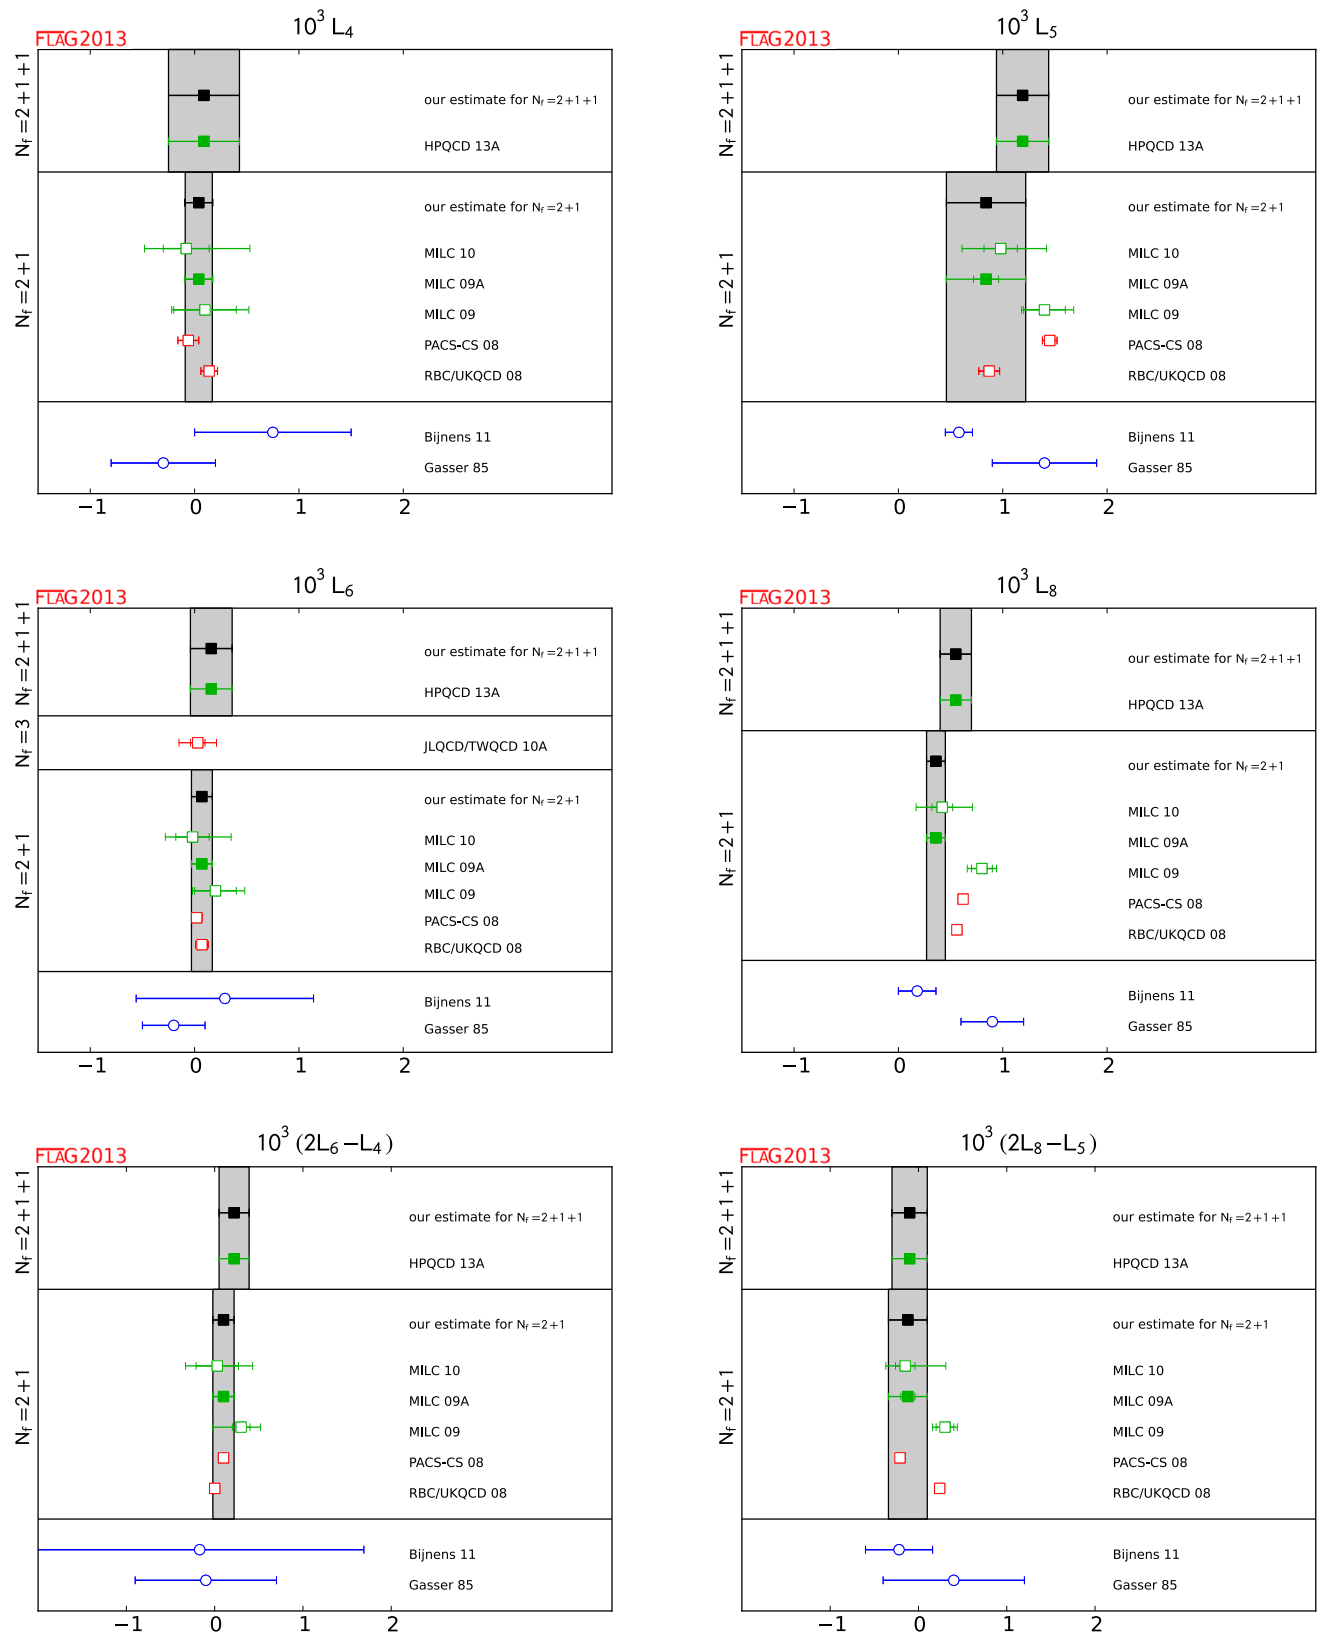 10³ L₄
FLAG2013
N_f=2+1+1
our estimate for N_f=2+1+1
HPQCD 13A
N_f=2+1
our estimate for N_f=2+1
MILC 10
MILC 09A
MILC 09
PACS-CS 08
RBC/UKQCD 08
Bijnens 11
Gasser 85
−1 0 1 2
10³ L₅
FLAG2013
N_f=2+1+1
our estimate for N_f=2+1+1
HPQCD 13A
N_f=2+1
our estimate for N_f=2+1
MILC 10
MILC 09A
MILC 09
PACS-CS 08
RBC/UKQCD 08
Bijnens 11
Gasser 85
−1 0 1 2
10³ L₆
FLAG2013
N_f=2+1+1
our estimate for N_f=2+1+1
HPQCD 13A
N_f=3
JLQCD/TWQCD 10A
N_f=2+1
our estimate for N_f=2+1
MILC 10
MILC 09A
MILC 09
PACS-CS 08
RBC/UKQCD 08
Bijnens 11
Gasser 85
−1 0 1 2
10³ L₈
FLAG2013
N_f=2+1+1
our estimate for N_f=2+1+1
HPQCD 13A
N_f=2+1
our estimate for N_f=2+1
MILC 10
MILC 09A
MILC 09
PACS-CS 08
RBC/UKQCD 08
Bijnens 11
Gasser 85
−1 0 1 2
10³ (2L₆−L₄)
FLAG2013
N_f=2+1+1
our estimate for N_f=2+1+1
HPQCD 13A
N_f=2+1
our estimate for N_f=2+1
MILC 10
MILC 09A
MILC 09
PACS-CS 08
RBC/UKQCD 08
Bijnens 11
Gasser 85
−1 0 1 2
10³ (2L₈−L₅)
FLAG2013
N_f=2+1+1
our estimate for N_f=2+1+1
HPQCD 13A
N_f=2+1
our estimate for N_f=2+1
MILC 10
MILC 09A
MILC 09
PACS-CS 08
RBC/UKQCD 08
Bijnens 11
Gasser 85
−1 0 1 2